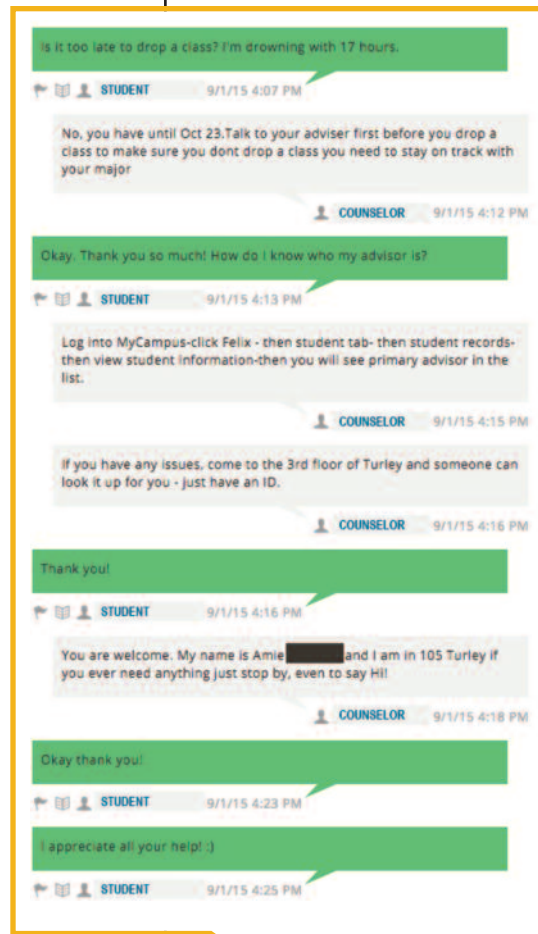 Is it too late to drop a class? I'm drowning with 17 hours.
STUDENT 9/1/15 4:07 PM
No, you have until Oct 23.Talk to your adviser first before you drop a
class to make sure you dont drop a class you need to stay on track with
your major
COUNSELOR 9/1/15 4:12 PM
Okay. Thank you so much! How do I know who my advisor is?
STUDENT 9/1/15 4:13 PM
Log into MyCampus-click Felix - then student tab- then student records-
then view student information-then you will see primary advisor in the
list.
COUNSELOR 9/1/15 4:15 PM
If you have any issues, come to the 3rd floor of Turley and someone can
look it up for you - just have an ID.
COUNSELOR 9/1/15 4:16 PM
Thank you!
STUDENT 9/1/15 4:16 PM
You are welcome. My name is Amie and I am in 105 Turley if
you ever need anything just stop by, even to say Hi!
COUNSELOR 9/1/15 4:18 PM
Okay thank you!
STUDENT 9/1/15 4:23 PM
I appreciate all your help! :)
STUDENT 9/1/15 4:25 PM